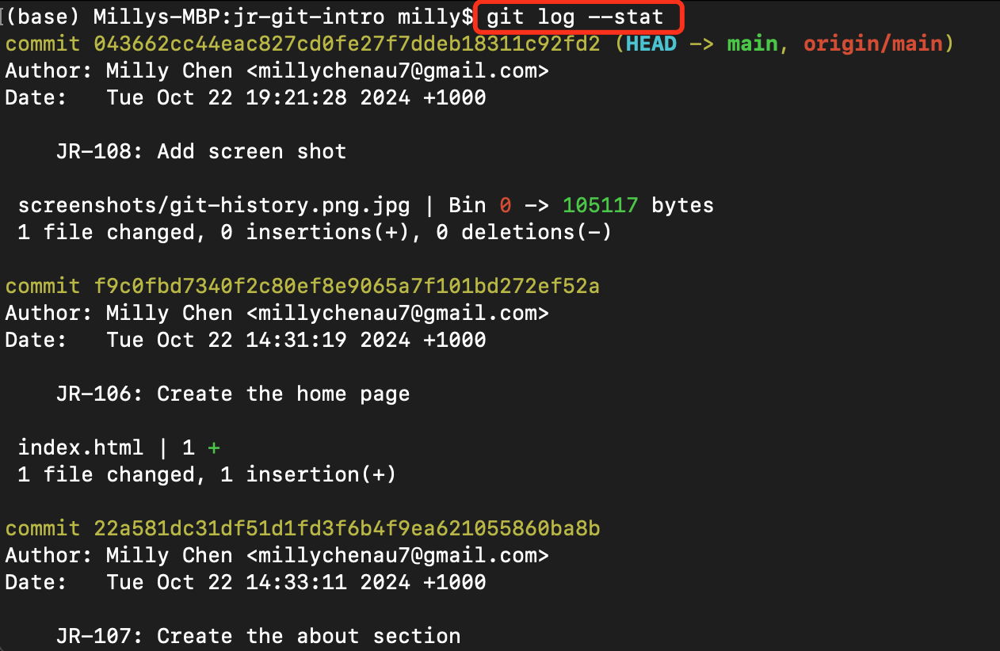 (base) Millys-MBP:jr-git-intro milly$ git log --stat
commit 043662cc44eac827cd0fe27f7ddeb18311c92fd2 (HEAD -> main, origin/main)
Author: Milly Chen <millychenau7@gmail.com>
Date:   Tue Oct 22 19:21:28 2024 +1000

    JR-108: Add screen shot

 screenshots/git-history.png.jpg | Bin 0 -> 105117 bytes
 1 file changed, 0 insertions(+), 0 deletions(-)

commit f9c0fbd7340f2c80ef8e9065a7f101bd272ef52a
Author: Milly Chen <millychenau7@gmail.com>
Date:   Tue Oct 22 14:31:19 2024 +1000

    JR-106: Create the home page

 index.html | 1 +
 1 file changed, 1 insertion(+)

commit 22a581dc31df51d1fd3f6b4f9ea621055860ba8b
Author: Milly Chen <millychenau7@gmail.com>
Date:   Tue Oct 22 14:33:11 2024 +1000

    JR-107: Create the about section